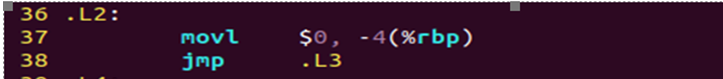 36 .L2:
37 movl $0, -4(%rbp)
38 jmp .L3